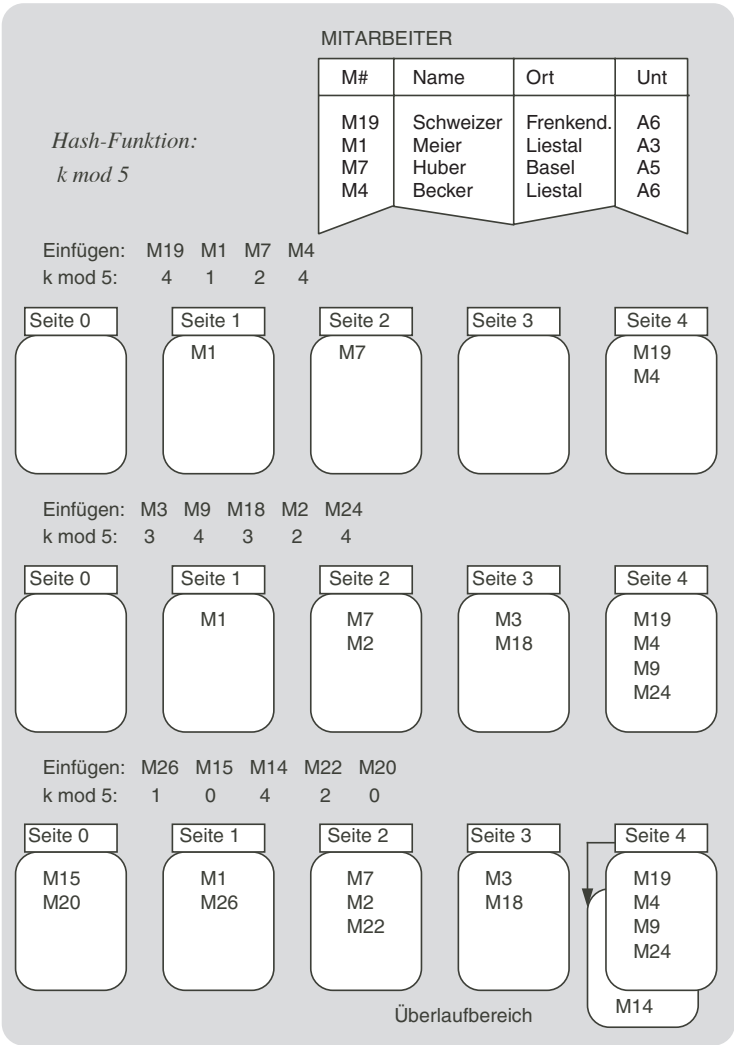 MITARBEITER
M# Name Ort Unt
M19 Schweizer Frenkend. A6
M1 Meier Liestal A3
M7 Huber Basel A5
M4 Becker Liestal A6
Hash-Funktion:
k mod 5
Einfügen: M19 M1 M7 M4
k mod 5: 4 1 2 4
Seite 0 Seite 1 Seite 2 Seite 3 Seite 4
M1 M7 M19
M4
Einfügen: M3 M9 M18 M2 M24
k mod 5: 3 4 3 2 4
Seite 0 Seite 1 Seite 2 Seite 3 Seite 4
M1 M7 M3 M19
M2 M18 M4
M9
M24
Einfügen: M26 M15 M14 M22 M20
k mod 5: 1 0 4 2 0
Seite 0 Seite 1 Seite 2 Seite 3 Seite 4
M15 M1 M7 M3 M19
M20 M26 M2 M18 M4
M22 M9
M24
Überlaufbereich M14